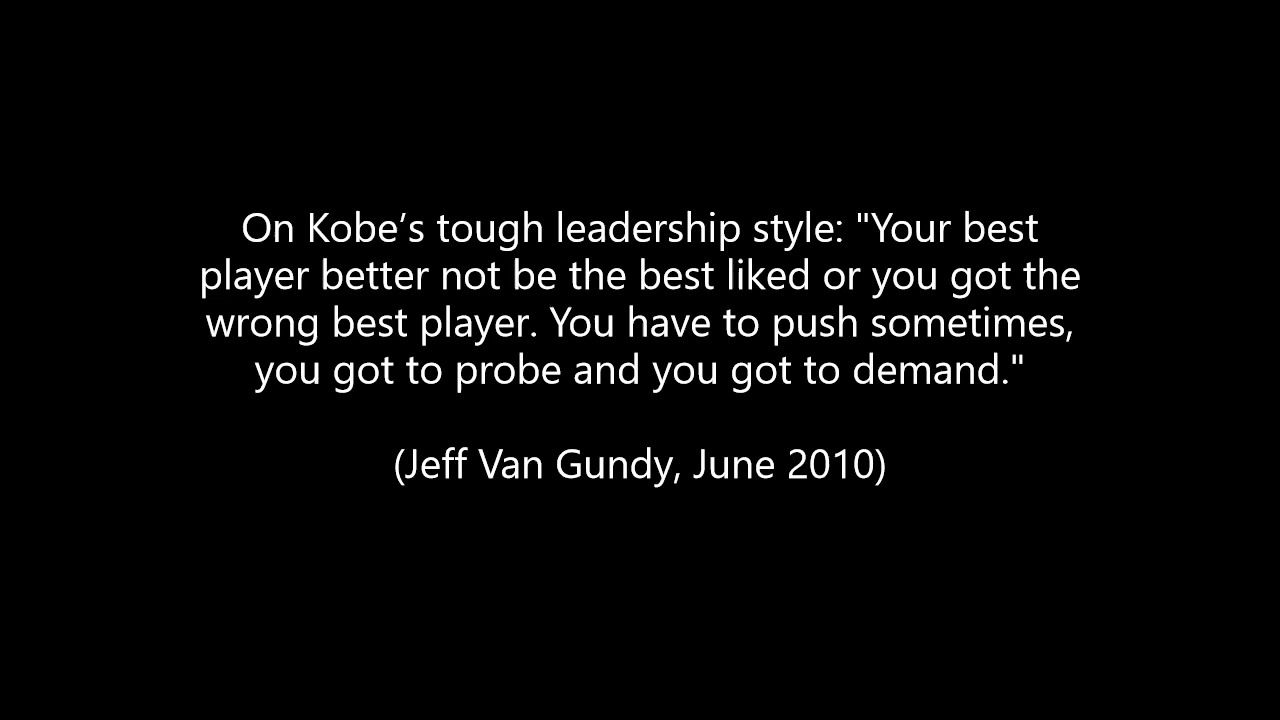 On Kobe’s tough leadership style: "Your best
player better not be the best liked or you got the
wrong best player. You have to push sometimes,
you got to probe and you got to demand."
(Jeff Van Gundy, June 2010)